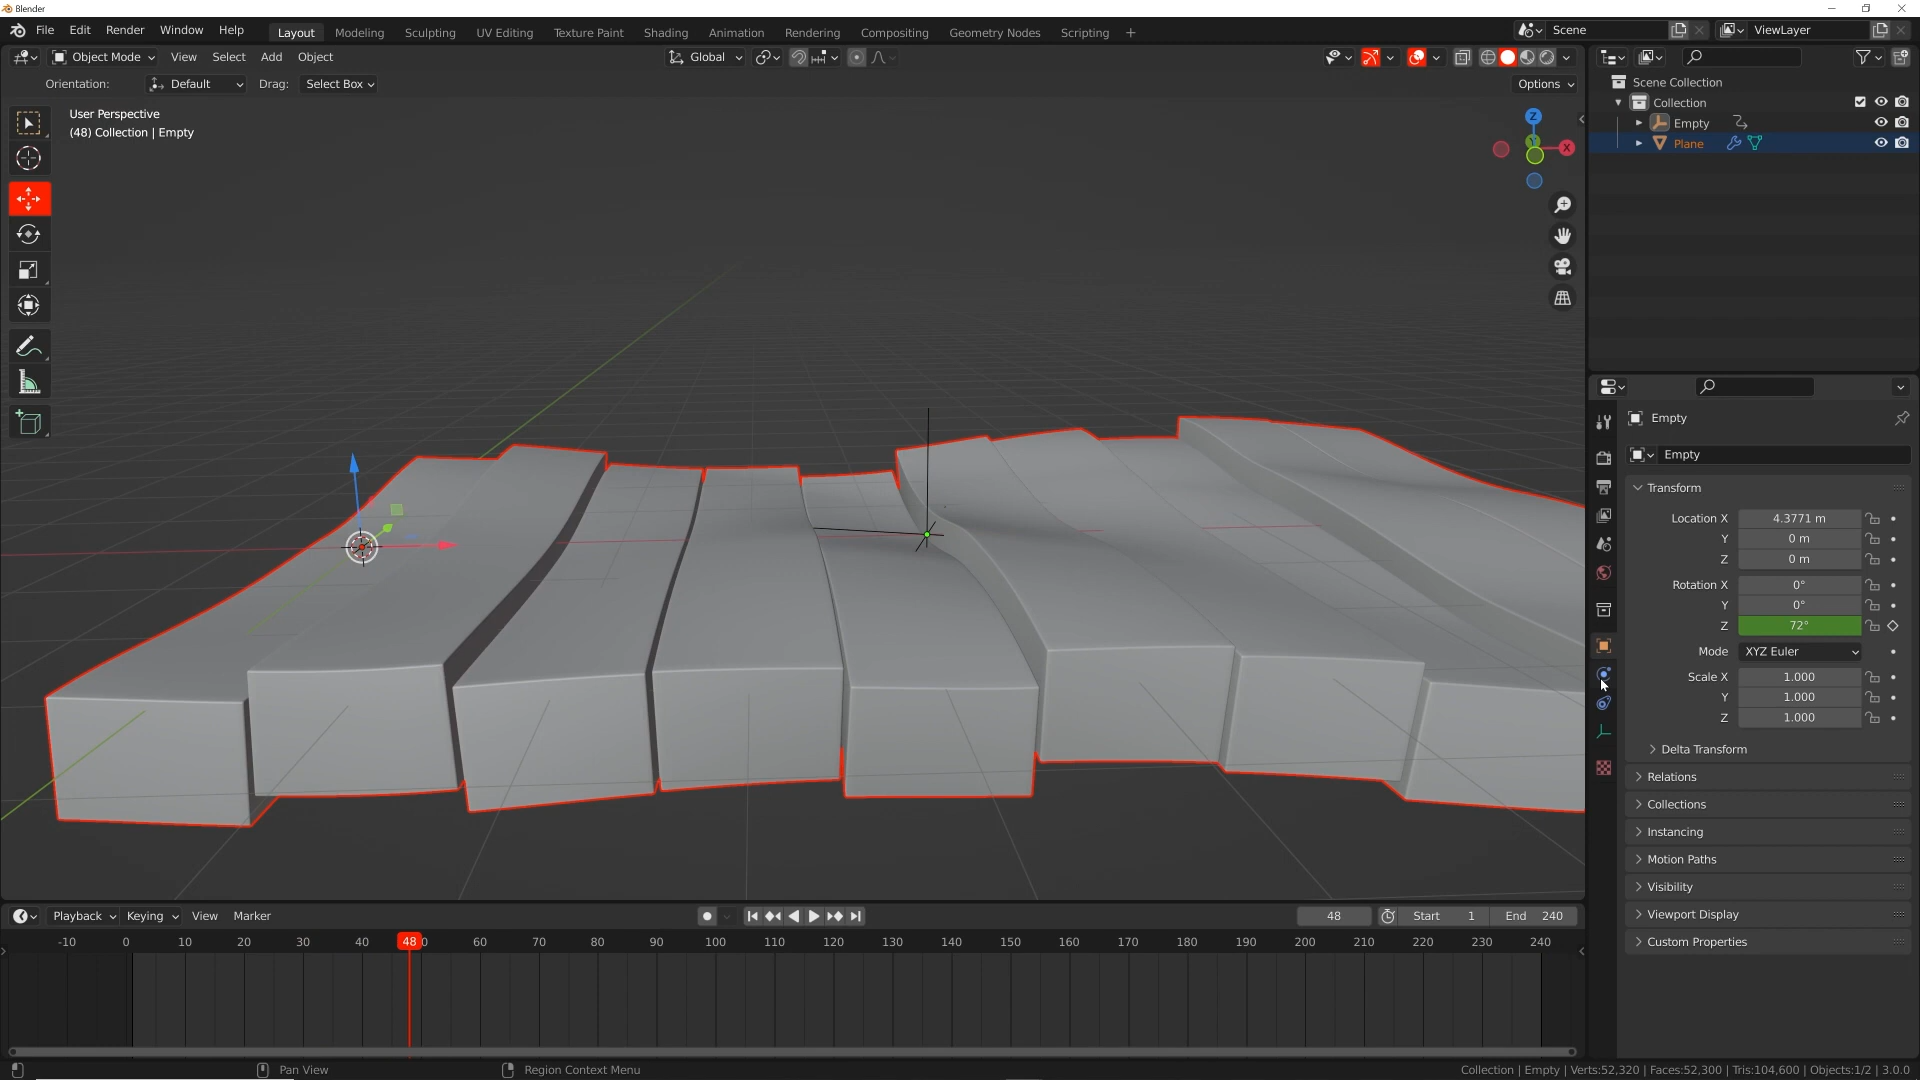 Blender
File Edit Render Window Help Layout Modeling Sculpting UV Editing Texture Paint Shading Animation Rendering Compositing Geometry Nodes Scripting + Scene ViewLayer
Object Mode View Select Add Object Global
Orientation: Default Drag: Select Box Options
User Perspective
(48) Collection | Empty
Z
X
Scene Collection
Collection
Empty
Plane
Empty
Empty
Transform
Location X 4.3771 m
Y 0 m
Z 0 m
Rotation X 0°
Y 0°
Z 72°
Mode XYZ Euler
Scale X 1.000
Y 1.000
Z 1.000
Delta Transform
Relations
Collections
Instancing
Motion Paths
Visibility
Viewport Display
Custom Properties
Playback Keying View Marker 48 Start 1 End 240
-10 0 10 20 30 40 48 0 60 70 80 90 100 110 120 130 140 150 160 170 180 190 200 210 220 230 240
Pan View Region Context Menu Collection | Empty | Verts:52,320 | Faces:52,300 | Tris:104,600 | Objects:1/2 | 3.0.0